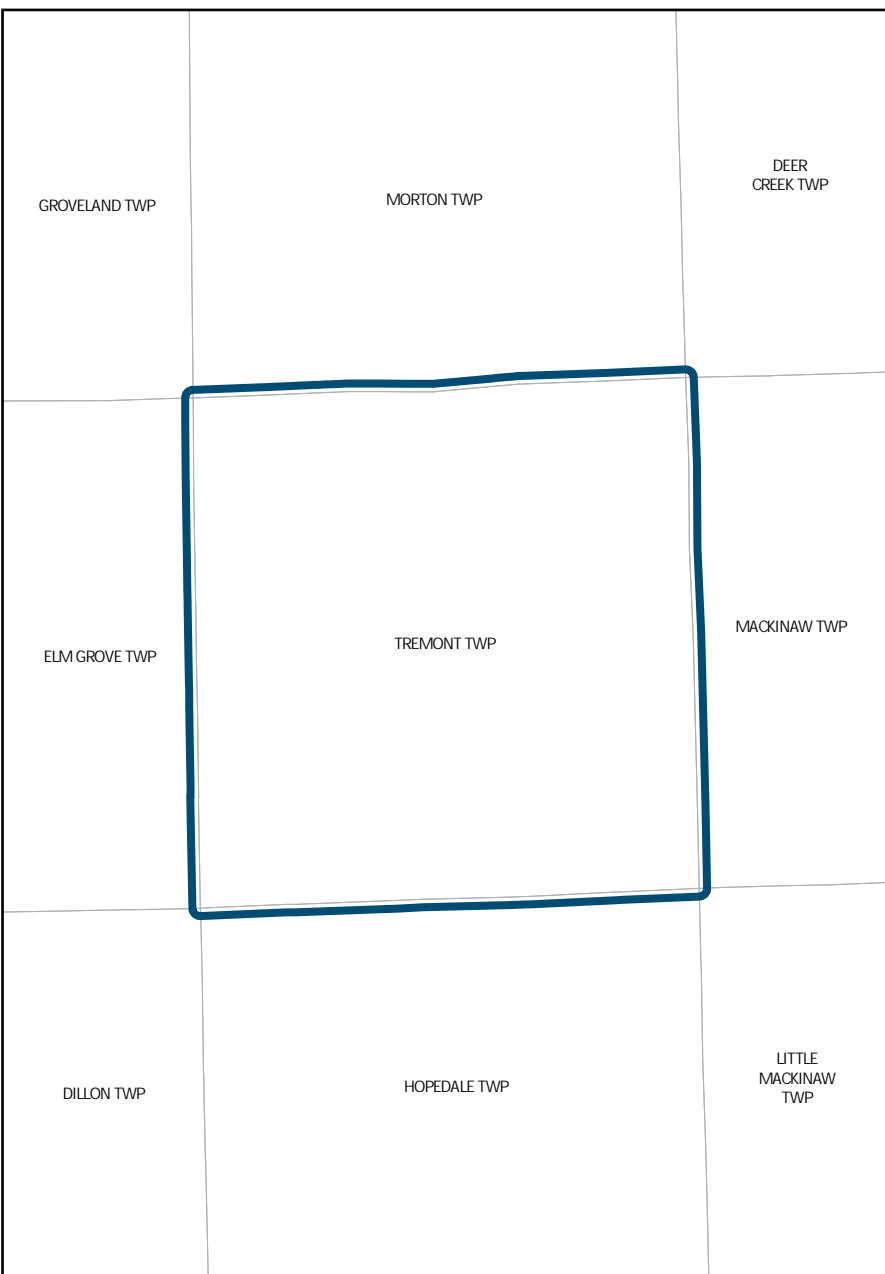 GROVELAND TWP
MORTON TWP
DEER
CREEK TWP
ELM GROVE TWP
TREMONT TWP
MACKINAW TWP
DILLON TWP
HOPEDALE TWP
LITTLE
MACKINAW
TWP